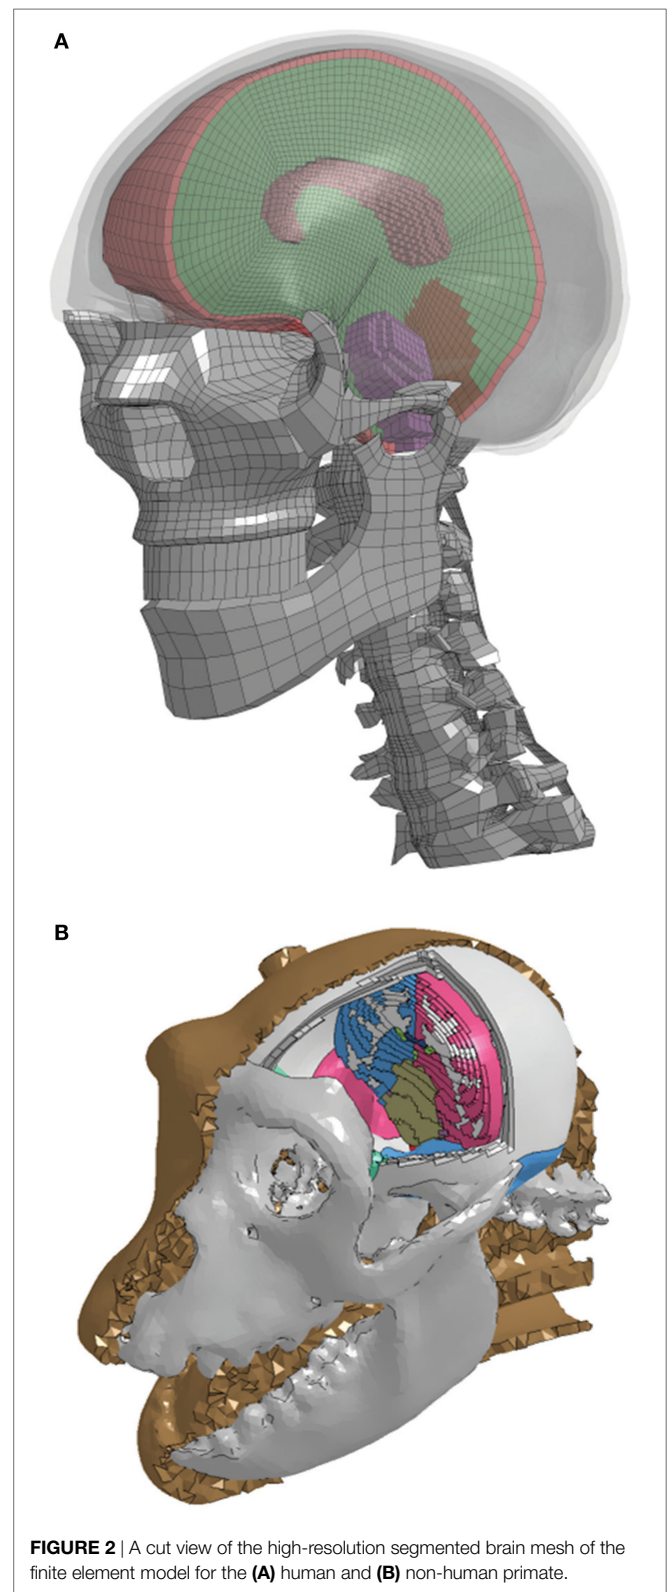 A
B
FIGURE 2 | A cut view of the high-resolution segmented brain mesh of the
finite element model for the (A) human and (B) non-human primate.